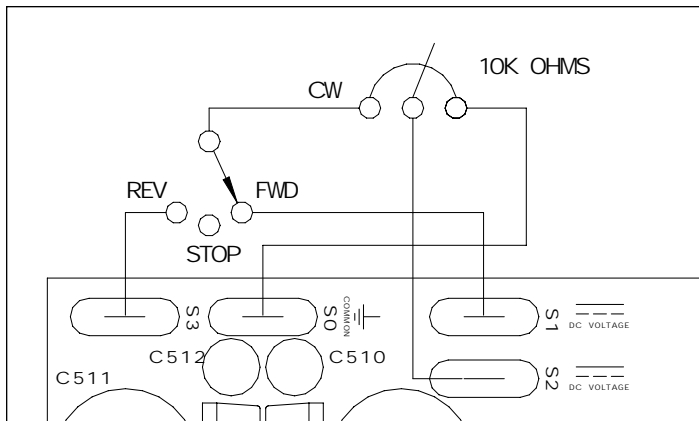 10K OHMS
CW
REV
FWD
STOP
S3
S0
COMMON
S1
DC VOLTAGE
C512
C510
C511
S2
DC VOLTAGE